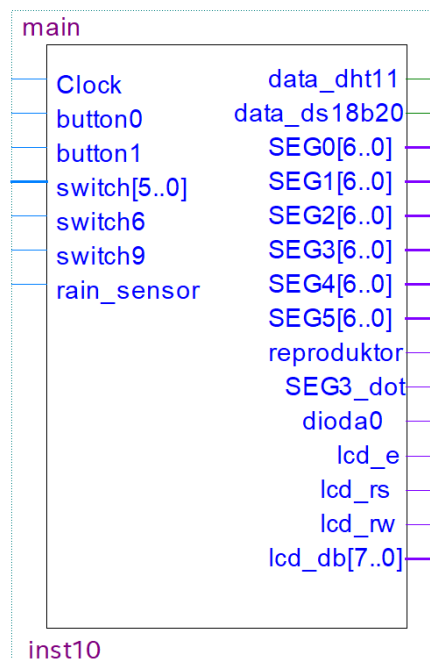 main
Clock
button0
button1
switch[5..0]
switch6
switch9
rain_sensor
data_dht11
data_ds18b20
SEG0[6..0]
SEG1[6..0]
SEG2[6..0]
SEG3[6..0]
SEG4[6..0]
SEG5[6..0]
reproduktor
SEG3_dot
dioda0
lcd_e
lcd_rs
lcd_rw
lcd_db[7..0]
inst10